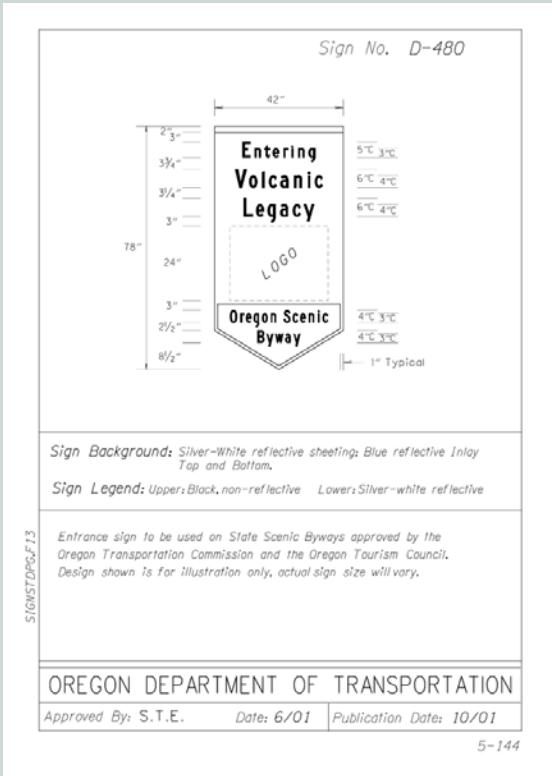 Sign No. D-480
42"
2"
3"
Entering
5"C 3"C
3¾"
Volcanic
6"C 4"C
3¼"
Legacy
6"C 4"C
3"
78"
24"
LOGO
3"
Oregon Scenic
4"C 3"C
2½"
Byway
4"C 3"C
8½"
1" Typical
Sign Background: Silver-White reflective sheeting; Blue reflective Inlay
Top and Bottom.
Sign Legend: Upper: Black, non-reflective Lower: Silver-white reflective
Entrance sign to be used on State Scenic Byways approved by the
Oregon Transportation Commission and the Oregon Tourism Council.
Design shown is for illustration only, actual sign size will vary.
SIGNSTDPG.F13
OREGON DEPARTMENT OF TRANSPORTATION
Approved By: S.T.E. Date: 6/01 Publication Date: 10/01
5-144